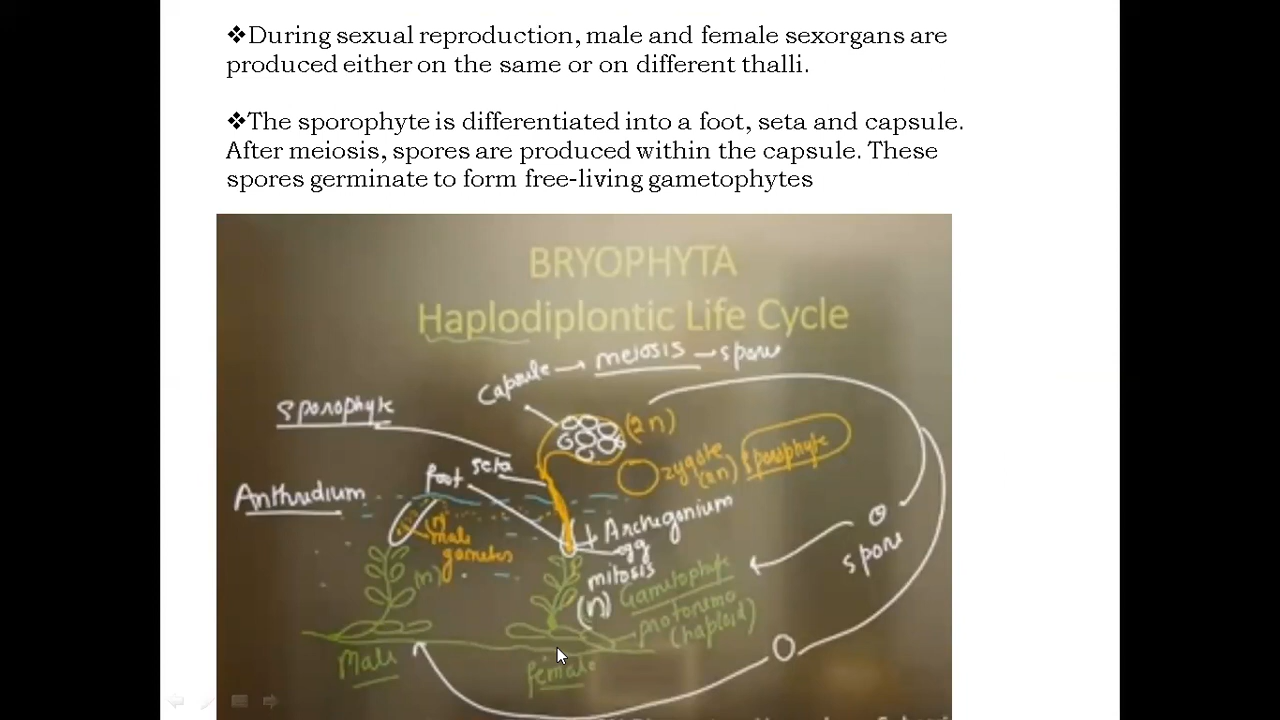 ❖During sexual reproduction, male and female sexorgans are
produced either on the same or on different thalli.
❖The sporophyte is differentiated into a foot, seta and capsule.
After meiosis, spores are produced within the capsule. These
spores germinate to form free-living gametophytes
BRYOPHYTA
Haplodiplontic Life Cycle
Capsule → meiosis → spore
Sporophyte
(2n)
zygote
(2n)
sporophyte
foot
seta
Anthrudium
(n)
male
gametes
Archegonium
egg
mitosis
(n)
(n)
Gametophyte
protonema
(haploid)
spore
Male
female